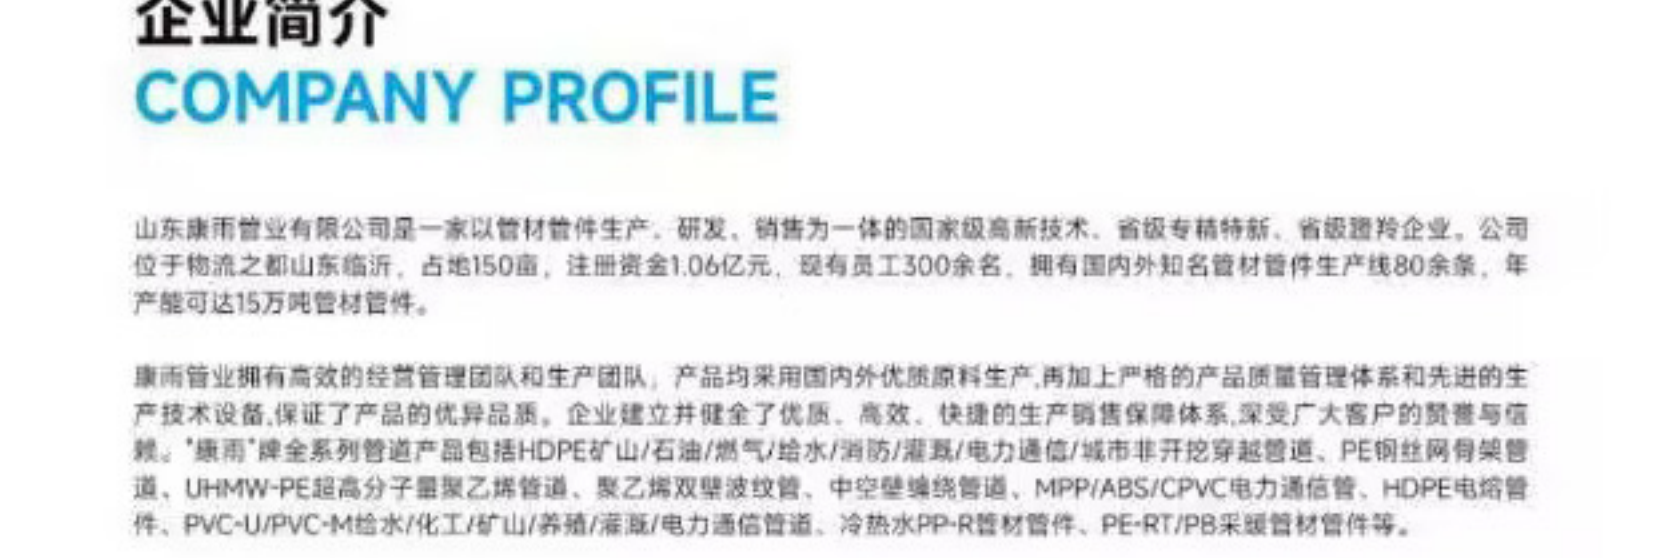 企业简介
COMPANY PROFILE
山东康雨管业有限公司是一家以管材管件生产、研发、销售为一体的国家级高新技术、省级专精特新、省级瞪羚企业。公司
位于物流之都山东临沂，占地150亩，注册资金1.06亿元，现有员工300余名，拥有国内外知名管材管件生产线80余条，年
产能可达15万吨管材管件。
康雨管业拥有高效的经营管理团队和生产团队，产品均采用国内外优质原料生产,再加上严格的产品质量管理体系和先进的生
产技术设备,保证了产品的优异品质。企业建立并健全了优质、高效、快捷的生产销售保障体系,深受广大客户的赞誉与信
赖。"康雨"牌全系列管道产品包括HDPE矿山/石油/燃气/给水/消防/灌溉/电力通信/城市非开挖穿越管道、PE钢丝网骨架管
道、UHMW-PE超高分子量聚乙烯管道、聚乙烯双壁波纹管、中空壁缠绕管道、MPP/ABS/CPVC电力通信管、HDPE电熔管
件、PVC-U/PVC-M给水/化工/矿山/养殖/灌溉/电力通信管道、冷热水PP-R管材管件、PE-RT/PB采暖管材管件等。